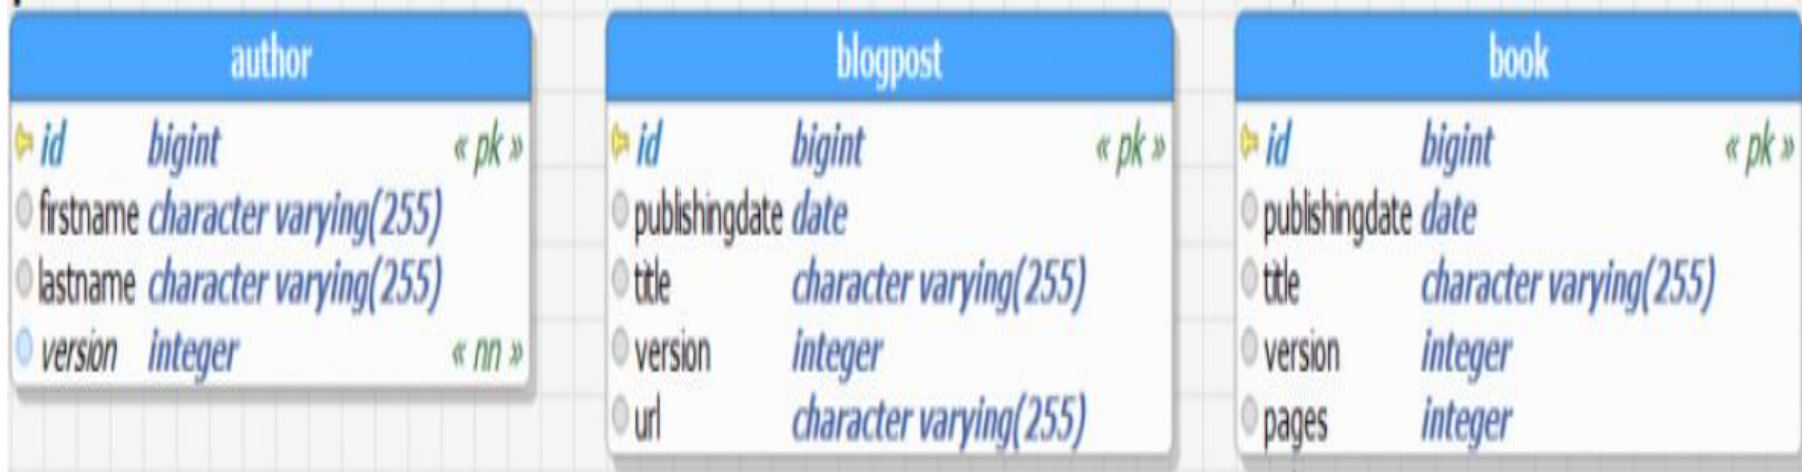 author
id bigint « pk »
firstname character varying(255)
lastname character varying(255)
version integer « nn »
blogpost
id bigint « pk »
publishingdate date
title character varying(255)
version integer
url character varying(255)
book
id bigint « pk »
publishingdate date
title character varying(255)
version integer
pages integer